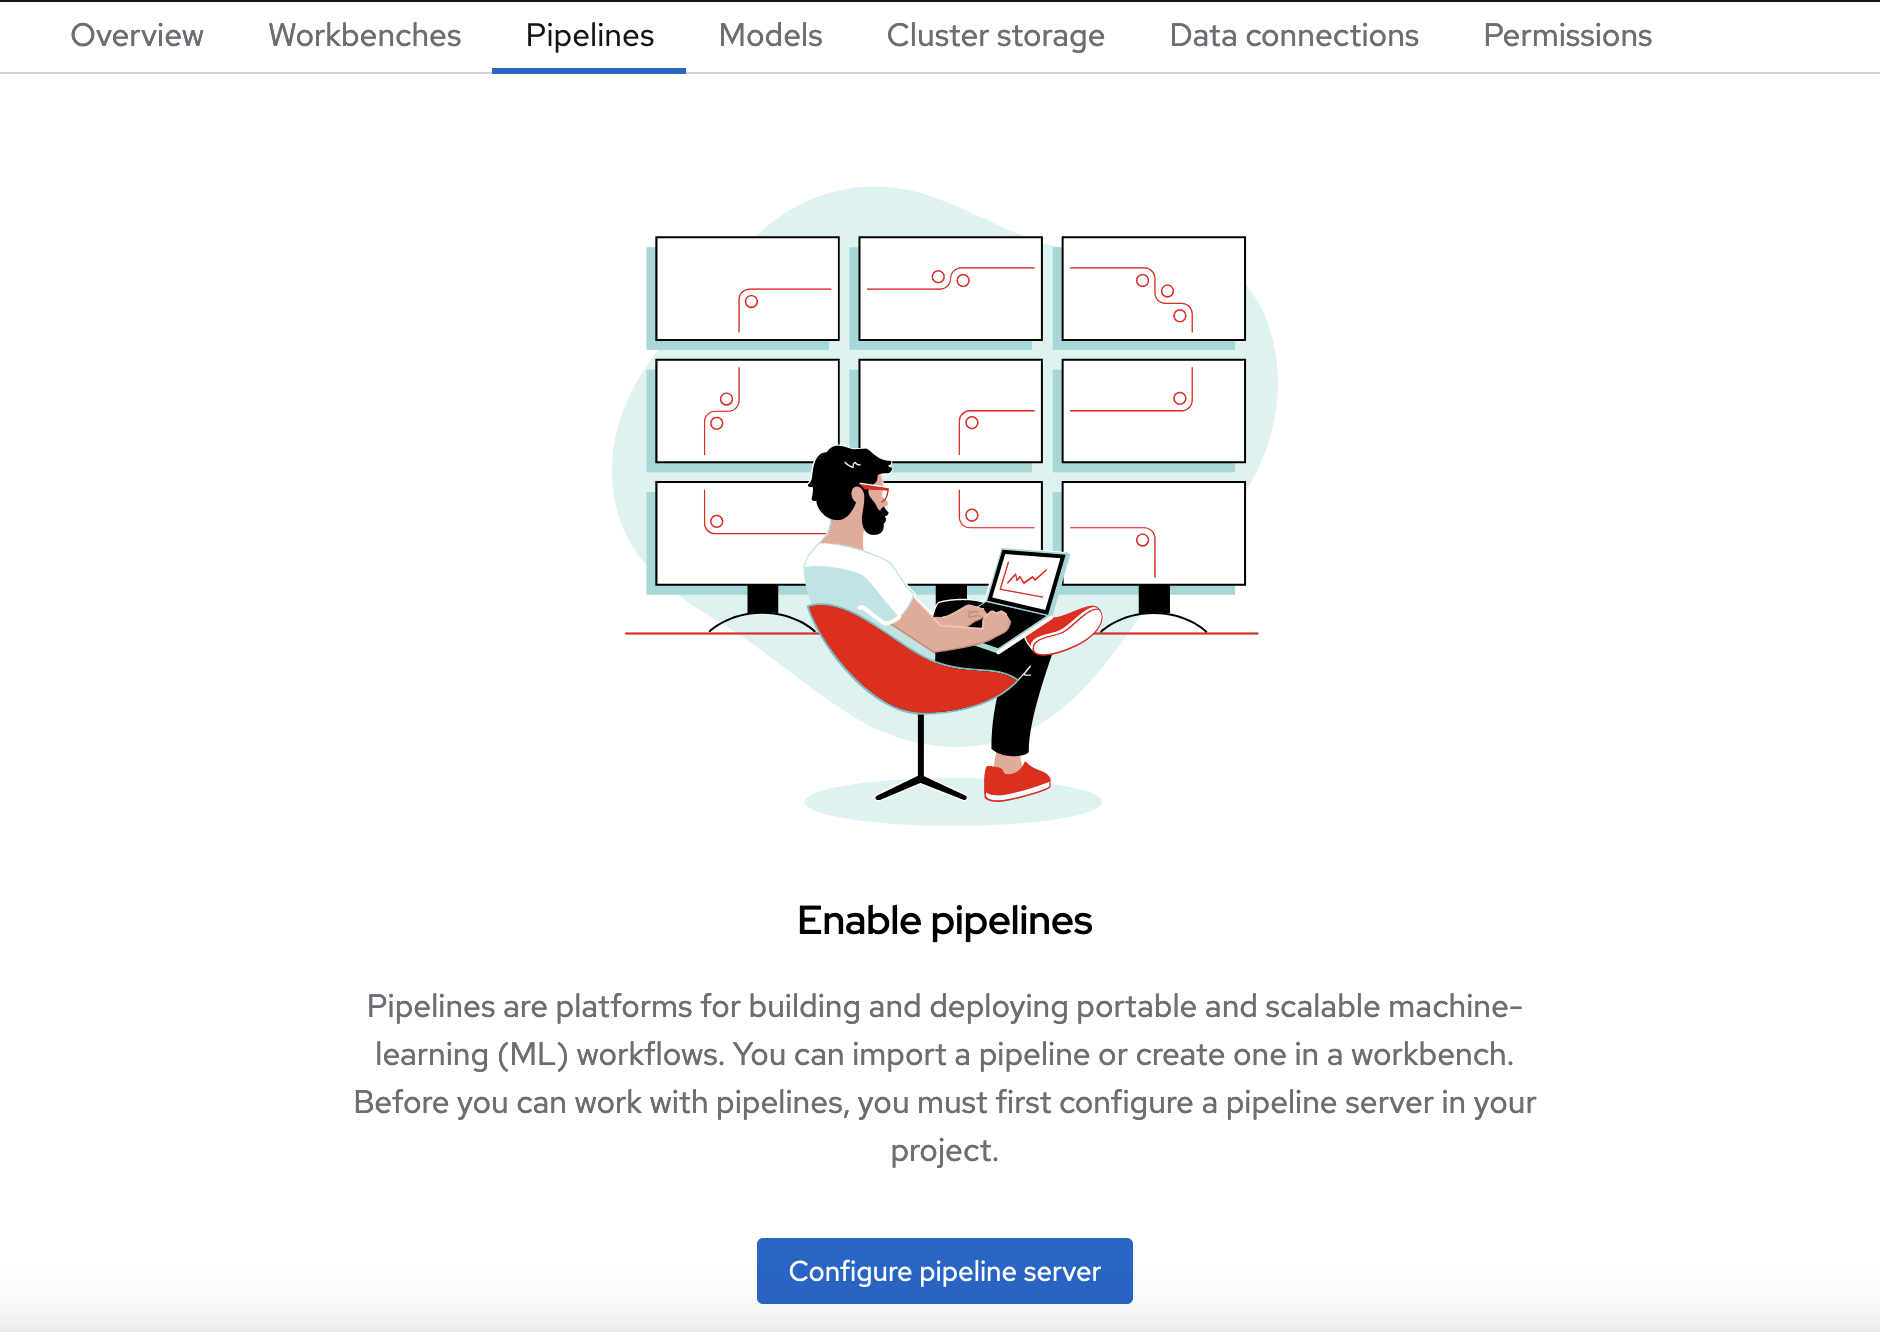 Overview Workbenches Pipelines Models Cluster storage Data connections Permissions
Enable pipelines
Pipelines are platforms for building and deploying portable and scalable machine-
learning (ML) workflows. You can import a pipeline or create one in a workbench.
Before you can work with pipelines, you must first configure a pipeline server in your
project.
Configure pipeline server